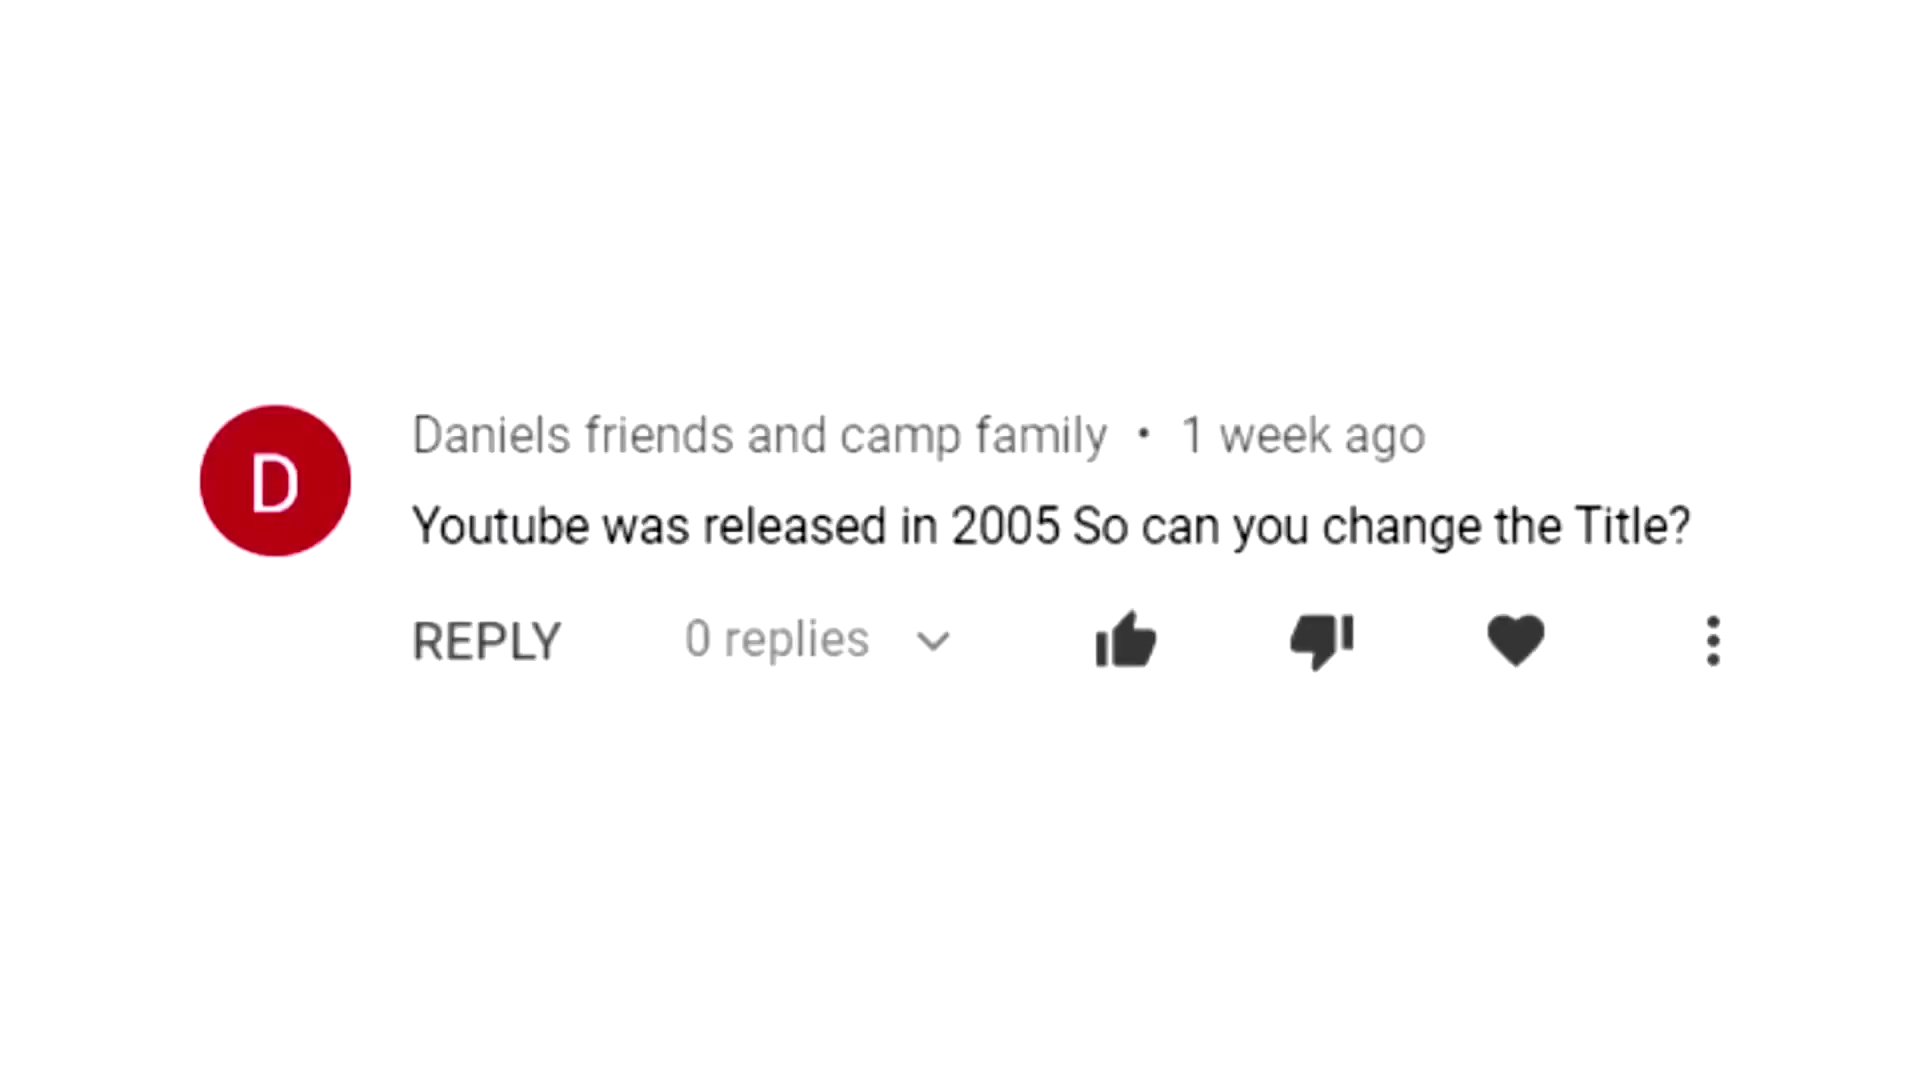 D
Daniels friends and camp family • 1 week ago
Youtube was released in 2005 So can you change the Title?
REPLY 0 replies